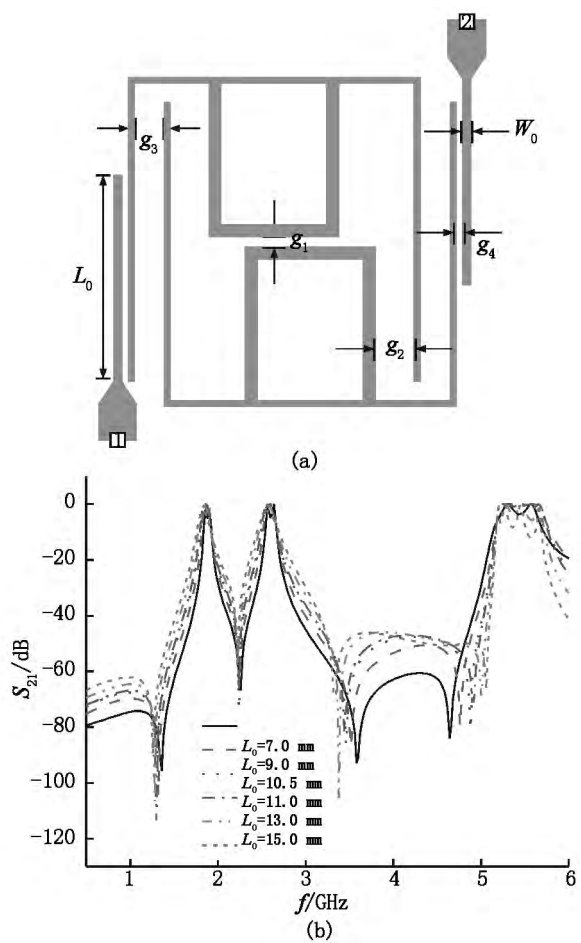 2
W₀
g₃
g₁
g₄
L₀
g₂
1
(a)
0
-20
-40
-60
-80
-100
-120
S₂₁/dB
L₀=7.0 mm
L₀=9.0 mm
L₀=10.5 mm
L₀=11.0 mm
L₀=13.0 mm
L₀=15.0 mm
1 2 3 4 5 6
f/GHz
(b)